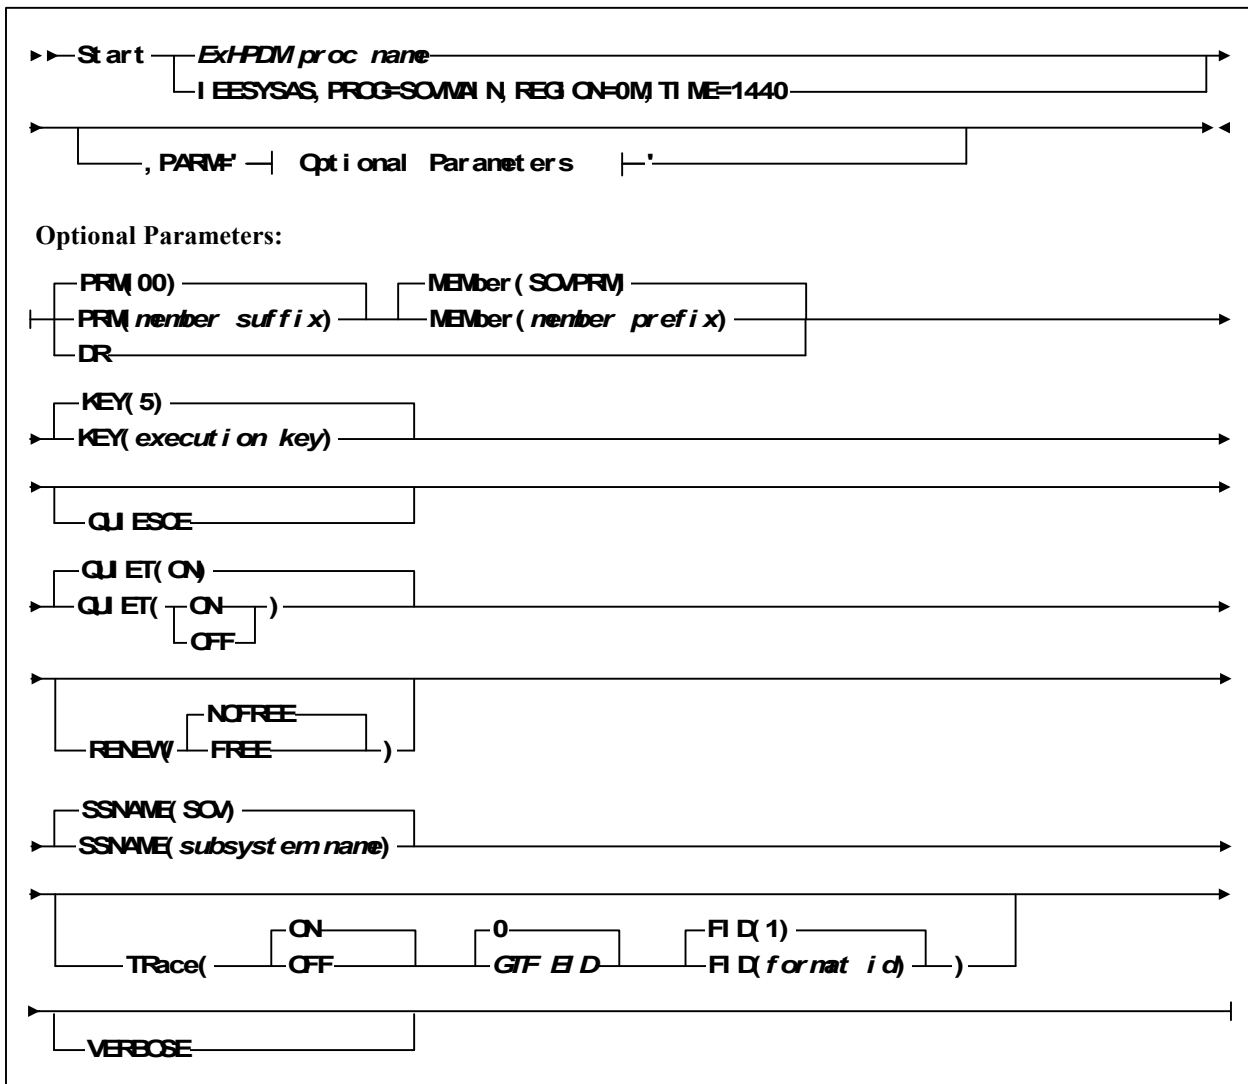 Start ExHPDM proc name
IEESYSAS,PROG=SOVMAIN,REGION=0M,TIME=1440
,PARM=' Optional Parameters '
Optional Parameters:
PRM(00) MEMber(SOVPRM)
PRM(member suffix) MEMber(member prefix)
DR
KEY(5)
KEY(execution key)
QUIESCE
QUIET(ON)
QUIET( ON )
OFF
NOFREE
RENEW( FREE )
SSNAME(SOV)
SSNAME(subsystem name)
ON 0 FID(1)
TRace( OFF GTF EID FID(format id) )
VERBOSE